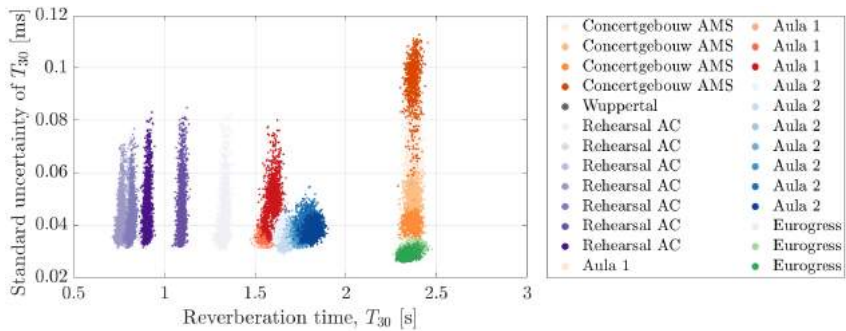 0.12
0.1
0.08
0.06
0.04
0.02
Standard uncertainty of T30 [ms]
0.5 1 1.5 2 2.5 3
Reverberation time, T30 [s]
Concertgebouw AMS
Concertgebouw AMS
Concertgebouw AMS
Concertgebouw AMS
Wuppertal
Rehearsal AC
Rehearsal AC
Rehearsal AC
Rehearsal AC
Rehearsal AC
Rehearsal AC
Rehearsal AC
Aula 1
Aula 1
Aula 1
Aula 1
Aula 2
Aula 2
Aula 2
Aula 2
Aula 2
Aula 2
Aula 2
Eurogress
Eurogress
Eurogress